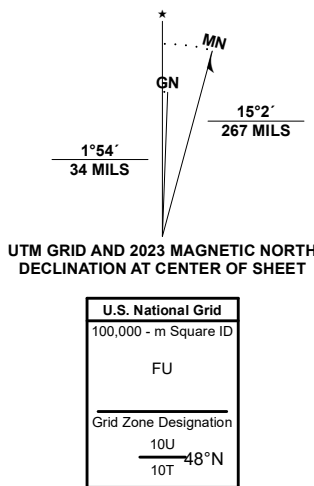 ★
MN
GN
15°2´
267 MILS
1°54´
34 MILS
UTM GRID AND 2023 MAGNETIC NORTH
DECLINATION AT CENTER OF SHEET
U.S. National Grid
100,000 - m Square ID
FU
Grid Zone Designation
10U
48°N
10T